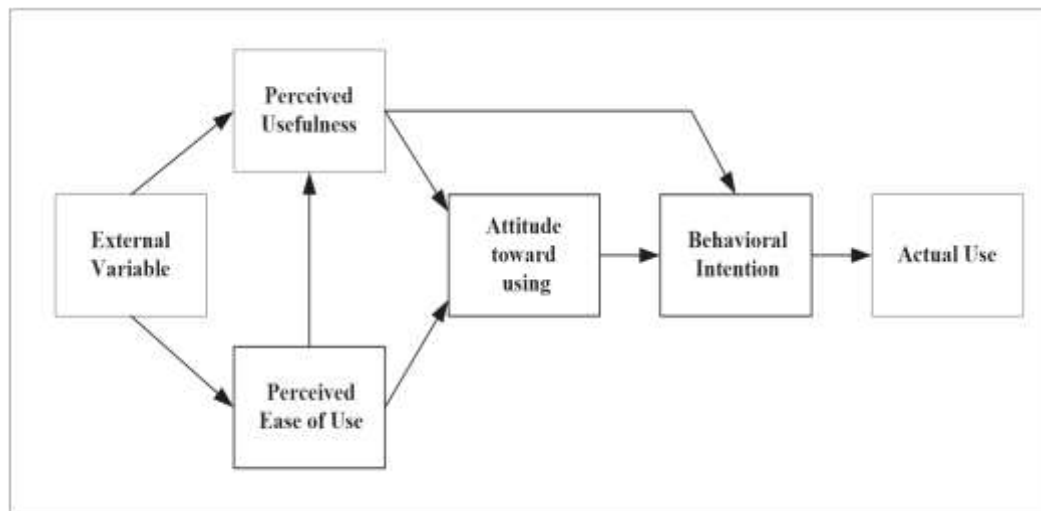 Perceived
Usefulness
External
Variable
Attitude
toward
using
Behavioral
Intention
Actual Use
Perceived
Ease of Use